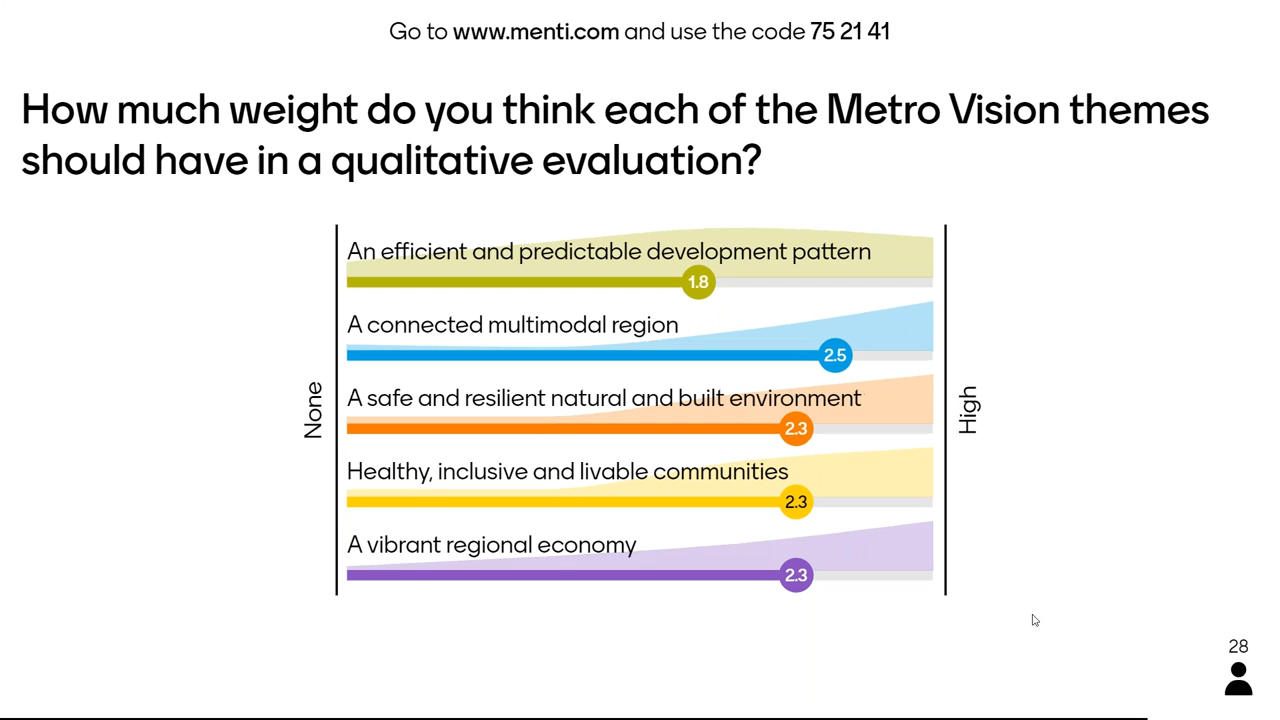 Go to www.menti.com and use the code 75 21 41
How much weight do you think each of the Metro Vision themes
should have in a qualitative evaluation?
An efficient and predictable development pattern
1.8
A connected multimodal region
2.5
None
A safe and resilient natural and built environment
2.3
High
Healthy, inclusive and livable communities
2.3
A vibrant regional economy
2.3
28